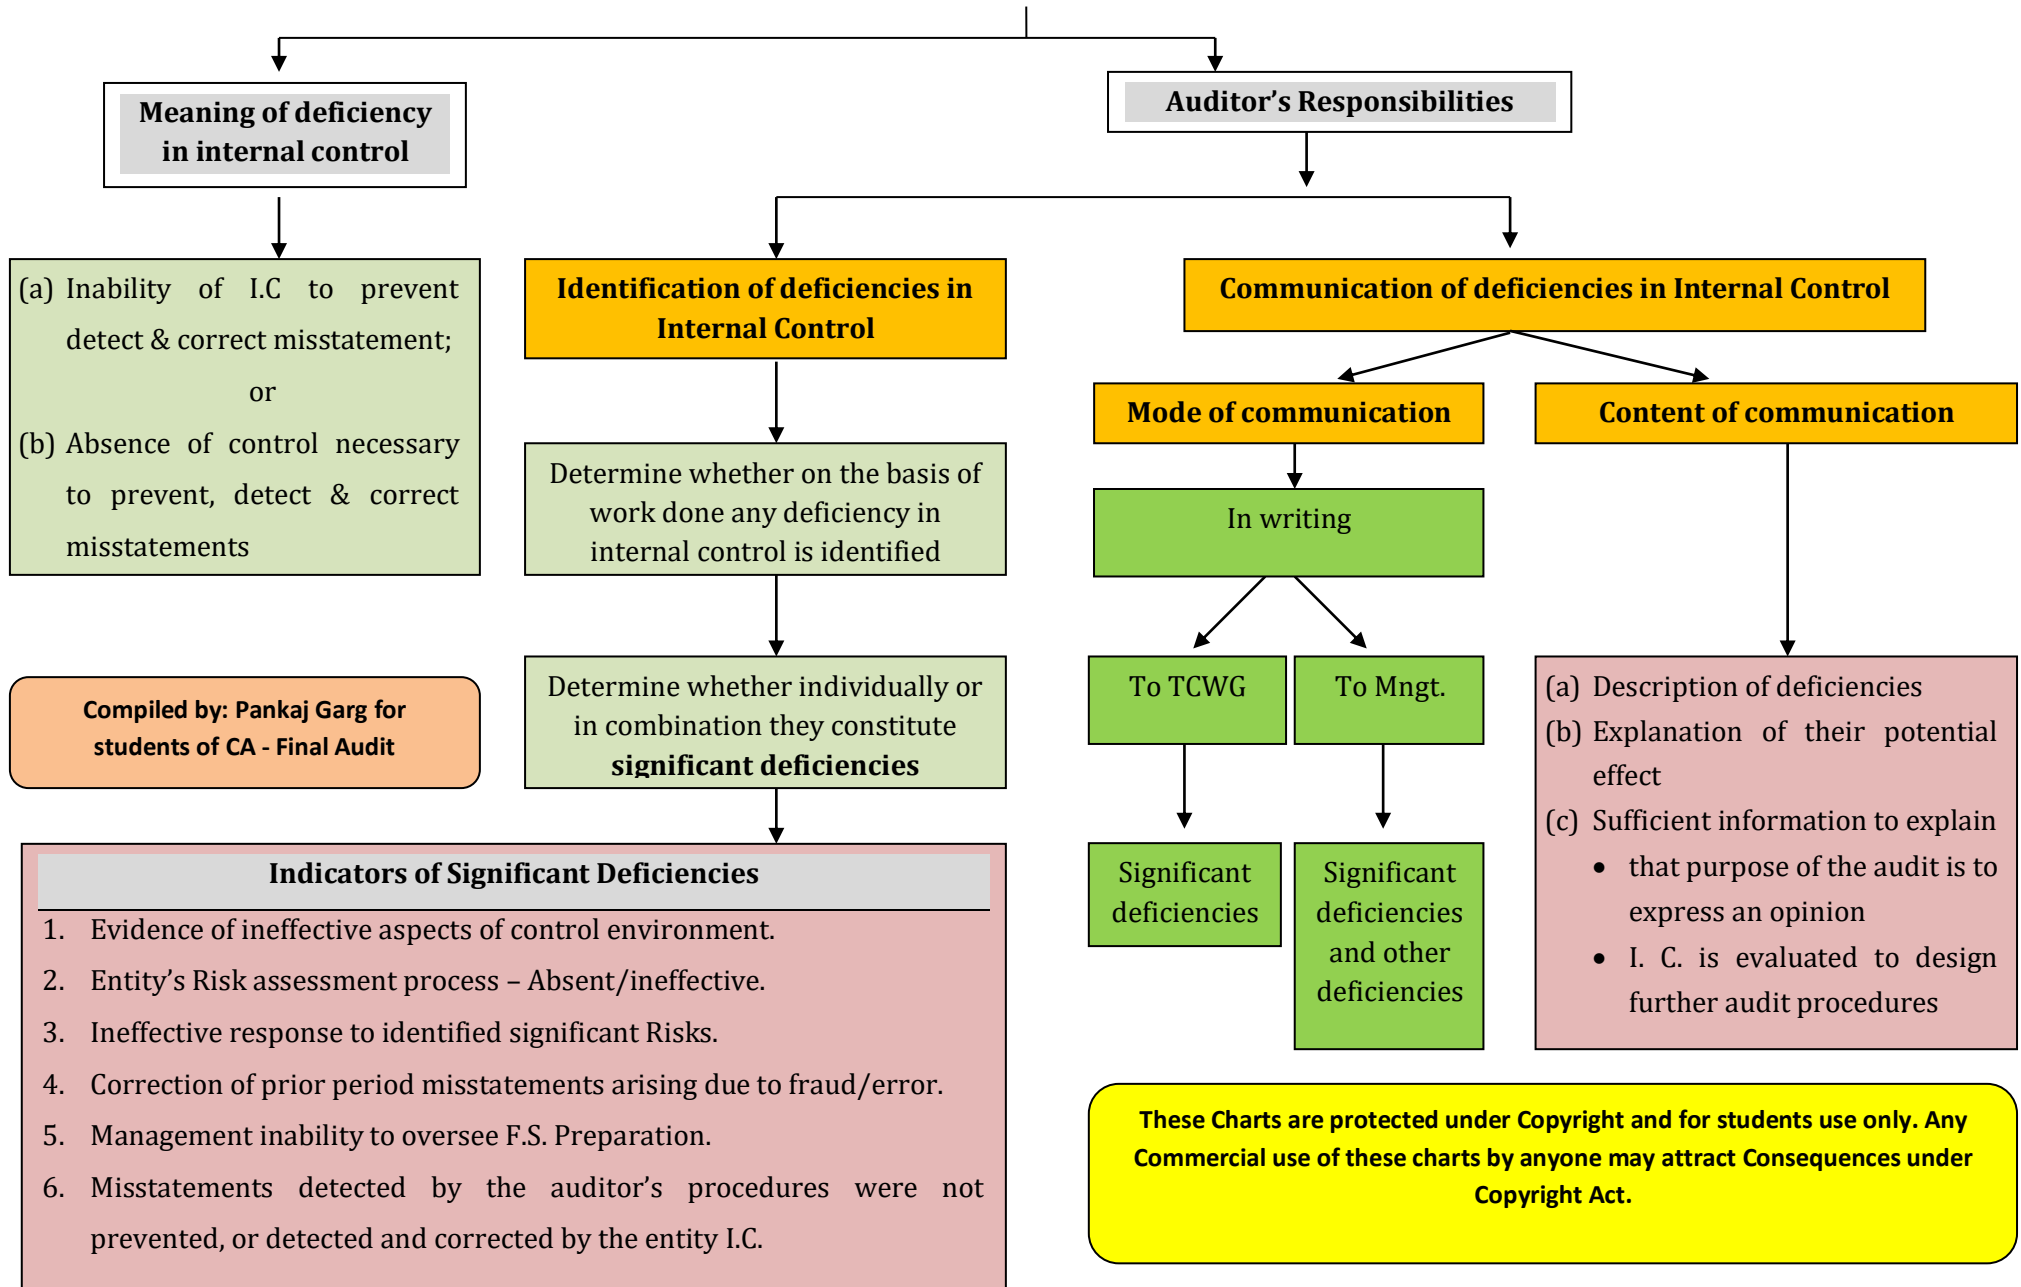 Meaning of deficiency
in internal control
Auditor’s Responsibilities
(a) Inability of I.C to prevent
detect & correct misstatement;
or
(b) Absence of control necessary
to prevent, detect & correct
misstatements
Identification of deficiencies in
Internal Control
Communication of deficiencies in Internal Control
Mode of communication
Content of communication
Determine whether on the basis of
work done any deficiency in
internal control is identified
In writing
Determine whether individually or
in combination they constitute
significant deficiencies
To TCWG
To Mngt.
Compiled by: Pankaj Garg for
students of CA - Final Audit
(a) Description of deficiencies
(b) Explanation of their potential
effect
(c) Sufficient information to explain
• that purpose of the audit is to
express an opinion
• I. C. is evaluated to design
further audit procedures
Significant
deficiencies
Significant
deficiencies
and other
deficiencies
Indicators of Significant Deficiencies
1. Evidence of ineffective aspects of control environment.
2. Entity’s Risk assessment process – Absent/ineffective.
3. Ineffective response to identified significant Risks.
4. Correction of prior period misstatements arising due to fraud/error.
5. Management inability to oversee F.S. Preparation.
6. Misstatements detected by the auditor’s procedures were not
prevented, or detected and corrected by the entity I.C.
These Charts are protected under Copyright and for students use only. Any
Commercial use of these charts by anyone may attract Consequences under
Copyright Act.